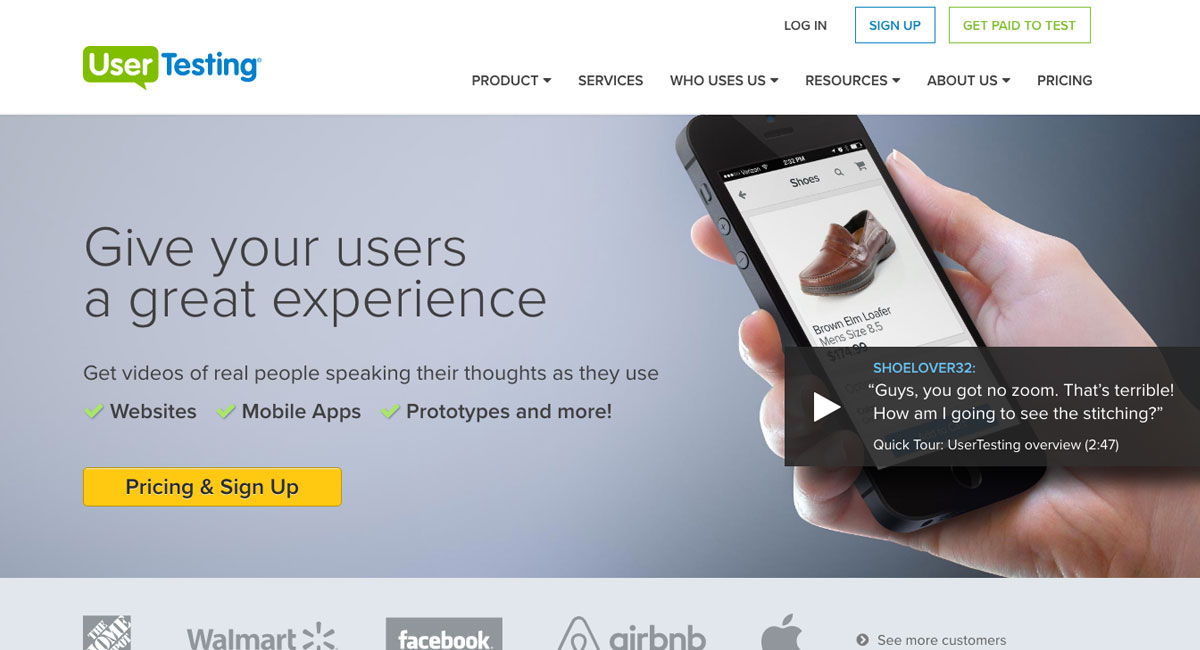 LOG IN
SIGN UP
GET PAID TO TEST
User Testing
PRODUCT
SERVICES
WHO USES US
RESOURCES
ABOUT US
PRICING
Verizon
2:32 PM
Shoes
Brown Elm Loafer
Mens Size 8.5
$174.99
Give your users
a great experience
Get videos of real people speaking their thoughts as they use
Websites
Mobile Apps
Prototypes and more!
Pricing & Sign Up
SHOELOVER32:
“Guys, you got no zoom. That’s terrible!
How am I going to see the stitching?”
Quick Tour: UserTesting overview (2:47)
THE HOME
Walmart
facebook
airbnb
See more customers